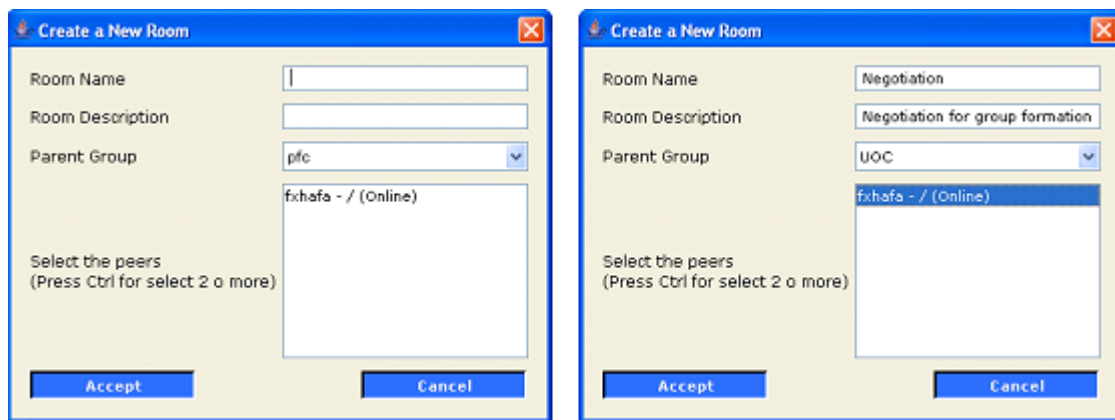 Create a New Room
Room Name
Room Description
Parent Group
pfc
fxhafa - / (Online)
Select the peers
(Press Ctrl for select 2 o more)
Accept
Cancel
Create a New Room
Room Name
Negotiation
Room Description
Negotiation for group formation
Parent Group
UOC
fxhafa - / (Online)
Select the peers
(Press Ctrl for select 2 o more)
Accept
Cancel